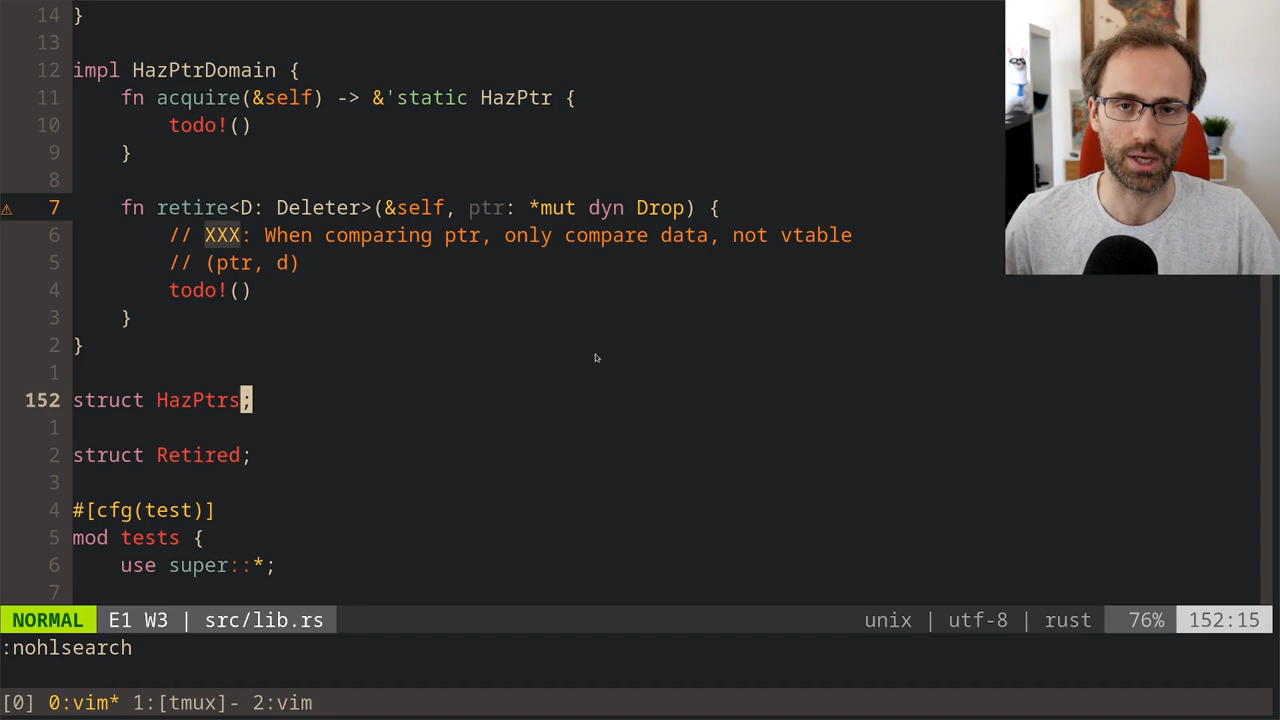 14 }
13
12 impl HazPtrDomain {
11     fn acquire(&self) -> &'static HazPtr {
10         todo!()
9     }
8
⚠ 7     fn retire<D: Deleter>(&self, ptr: *mut dyn Drop) {
6         // XXX: When comparing ptr, only compare data, not vtable
5         // (ptr, d)
4         todo!()
3     }
2 }
1
152 struct HazPtrs;
1
2 struct Retired;
3
4 #[cfg(test)]
5 mod tests {
6     use super::*;
7
NORMAL E1 W3 | src/lib.rs unix | utf-8 | rust 76% 152:15
:nohlsearch
[0] 0:vim* 1:[tmux]- 2:vim